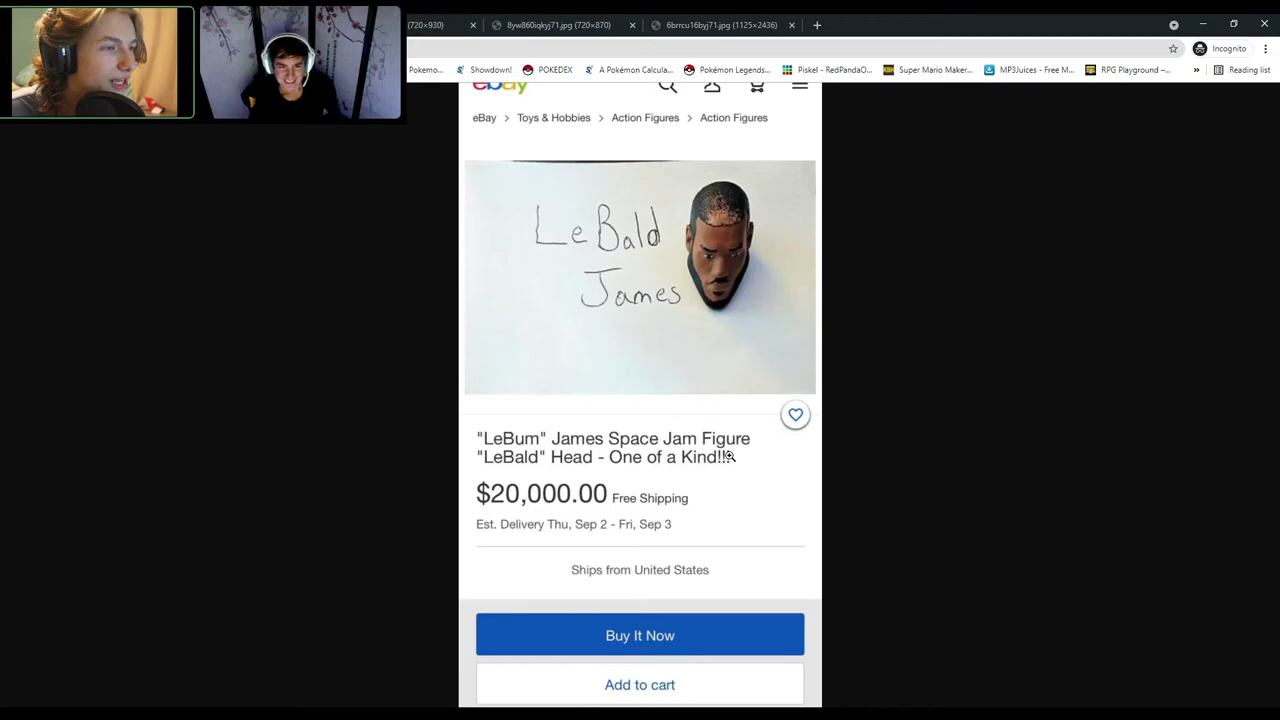 (720×930)
8yw860iqkyj71.jpg (720×870)
6brrcu16byj71.jpg (1125×2436)
Incognito
Pokemo...
Showdown!
POKEDEX
A Pokémon Calcula...
Pokémon Legends...
Piskel - RedPandaO...
Super Mario Maker...
MP3Juices - Free M...
RPG Playground –...
Reading list
ebay
eBay > Toys & Hobbies > Action Figures > Action Figures
LeBald
James
"LeBum" James Space Jam Figure
"LeBald" Head - One of a Kind!!!
$20,000.00 Free Shipping
Est. Delivery Thu, Sep 2 - Fri, Sep 3
Ships from United States
Buy It Now
Add to cart